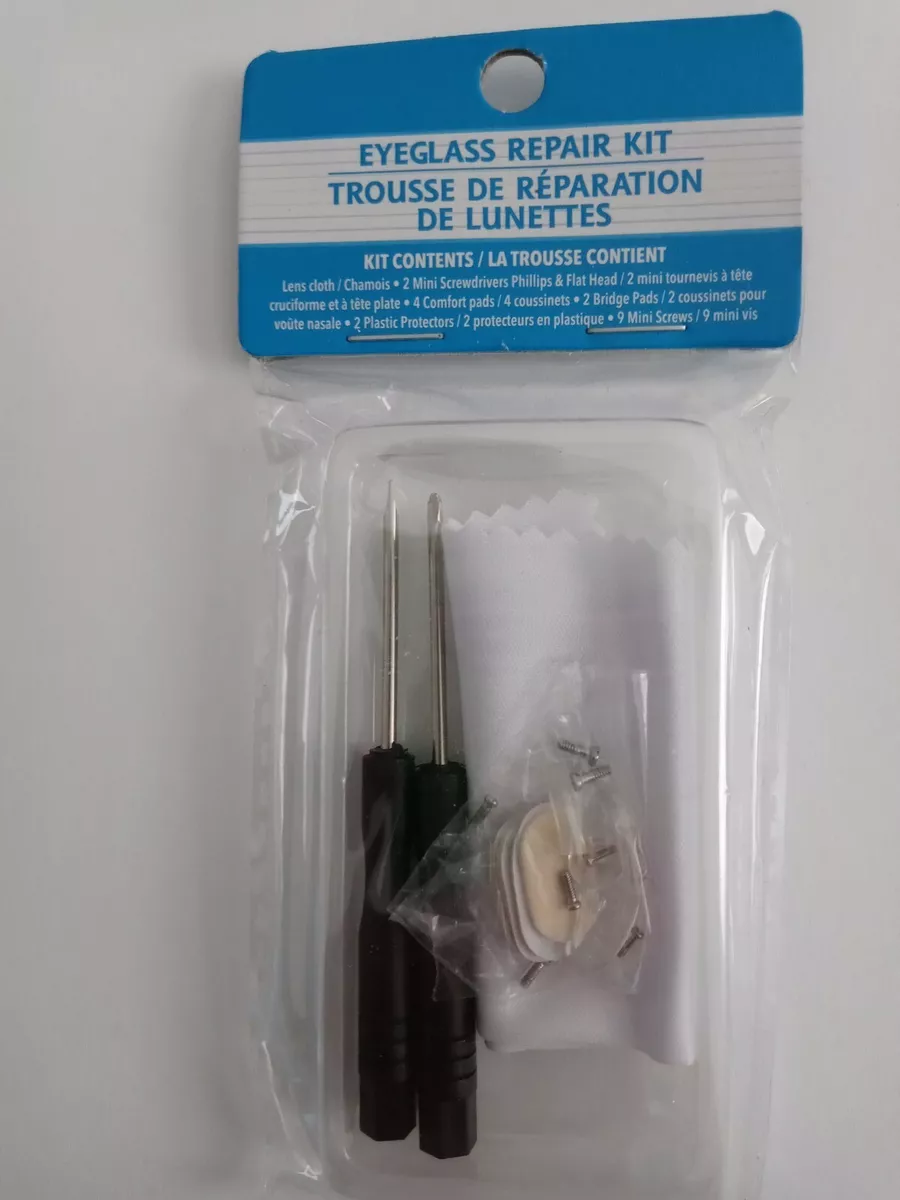 EYEGLASS REPAIR KIT
TROUSSE DE RÉPARATION
DE LUNETTES
KIT CONTENTS / LA TROUSSE CONTIENT
Lens cloth / Chamois • 2 Mini Screwdrivers Phillips & Flat Head / 2 mini tournevis à tête
cruciforme et à tête plate • 4 Comfort pads / 4 coussinets • 2 Bridge Pads / 2 coussinets pour
voûte nasale • 2 Plastic Protectors / 2 protecteurs en plastique • 9 Mini Screws / 9 mini vis